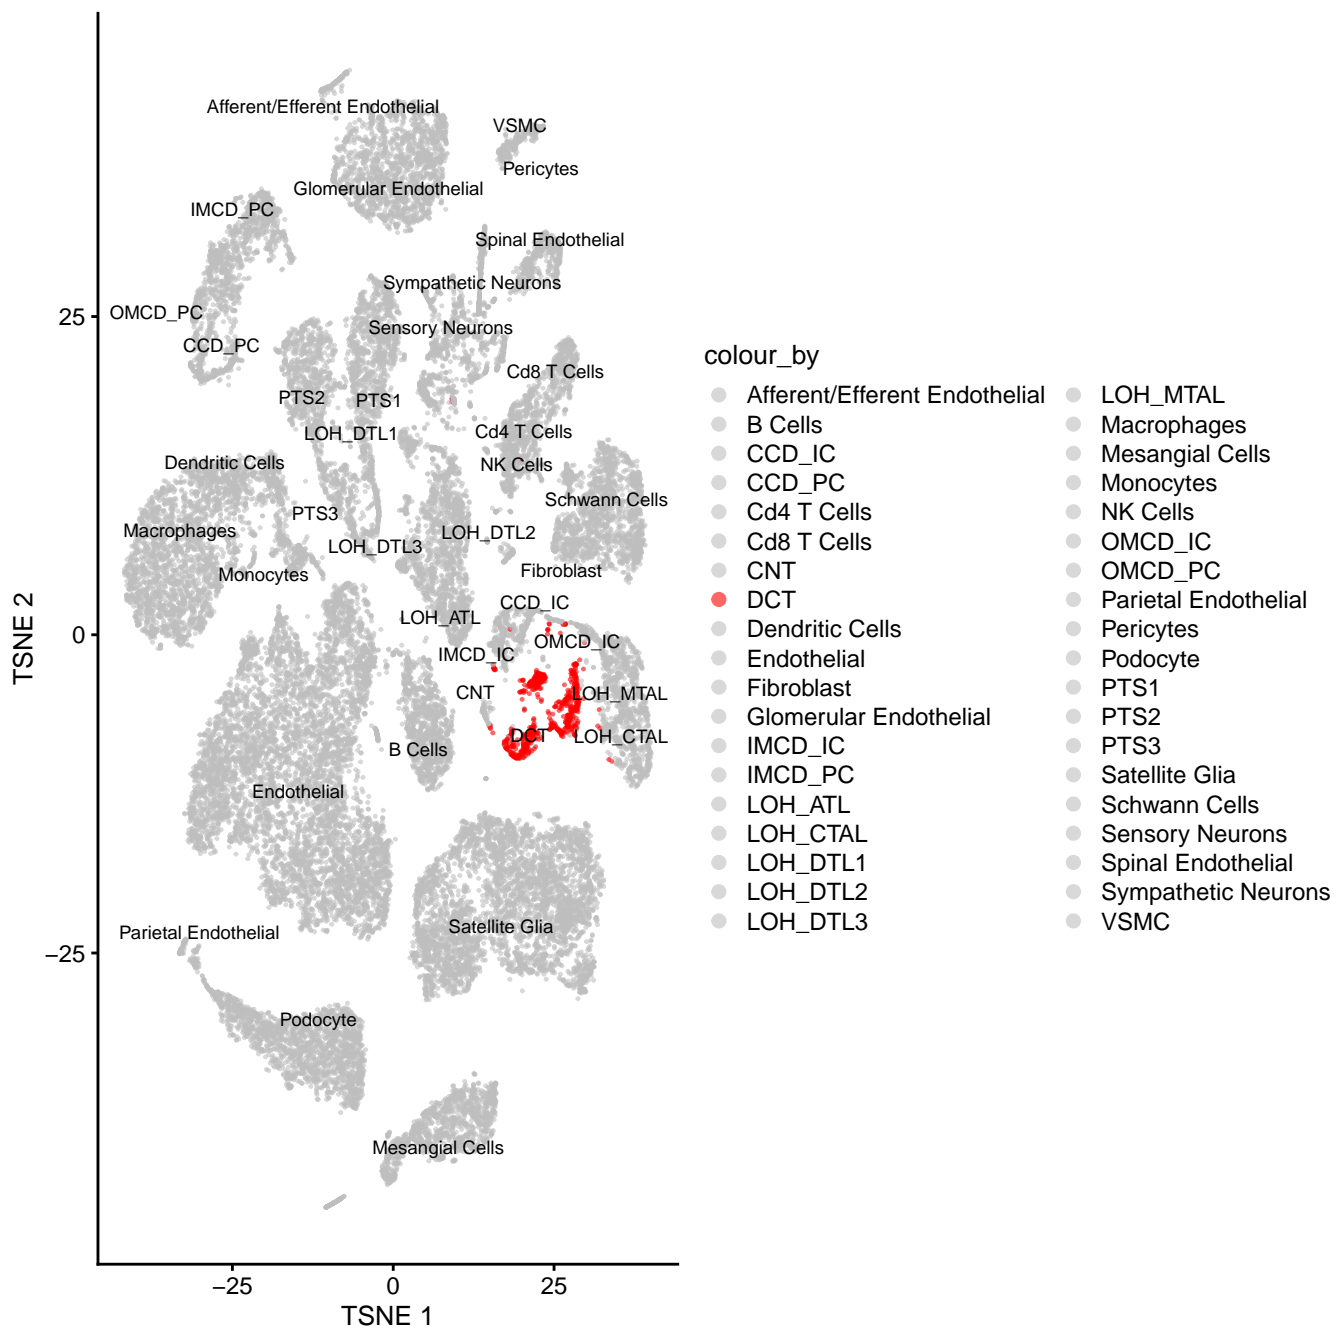 Afferent/Efferent Endothelial
VSMC
Pericytes
Glomerular Endothelial
IMCD_PC
Spinal Endothelial
Sympathetic Neurons
OMCD_PC
Sensory Neurons
CCD_PC
Cd8 T Cells
PTS2
PTS1
LOH_DTL1
Cd4 T Cells
Dendritic Cells
NK Cells
Schwann Cells
PTS3
Macrophages
LOH_DTL2
LOH_DTL3
Monocytes
Fibroblast
CCD_IC
LOH_ATL
OMCD_IC
IMCD_IC
CNT
LOH_MTAL
DCT
LOH_CTAL
B Cells
Endothelial
Satellite Glia
Parietal Endothelial
Podocyte
Mesangial Cells
25
0
−25
TSNE 2
−25
0
25
TSNE 1
colour_by
Afferent/Efferent Endothelial
B Cells
CCD_IC
CCD_PC
Cd4 T Cells
Cd8 T Cells
CNT
DCT
Dendritic Cells
Endothelial
Fibroblast
Glomerular Endothelial
IMCD_IC
IMCD_PC
LOH_ATL
LOH_CTAL
LOH_DTL1
LOH_DTL2
LOH_DTL3
LOH_MTAL
Macrophages
Mesangial Cells
Monocytes
NK Cells
OMCD_IC
OMCD_PC
Parietal Endothelial
Pericytes
Podocyte
PTS1
PTS2
PTS3
Satellite Glia
Schwann Cells
Sensory Neurons
Spinal Endothelial
Sympathetic Neurons
VSMC